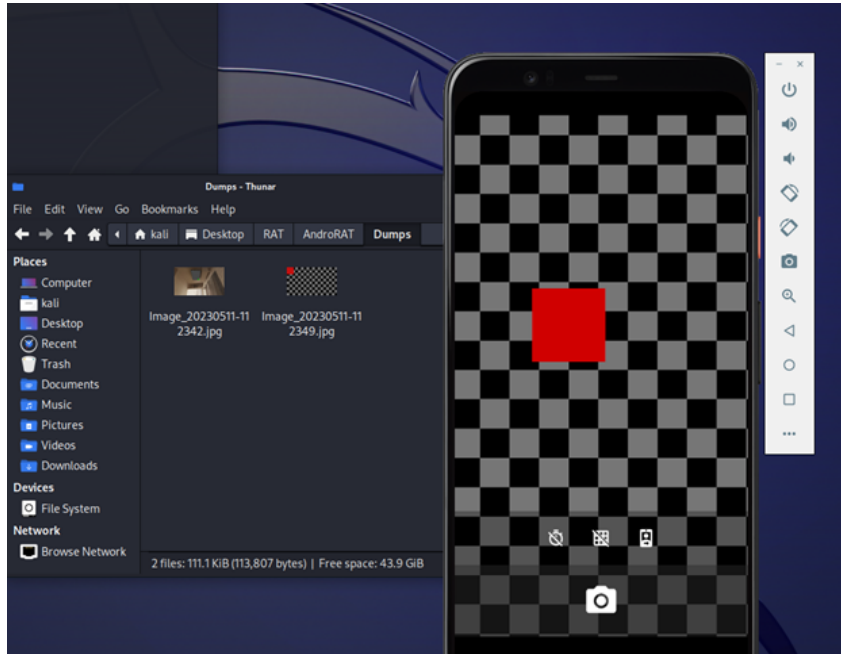 Dumps - Thunar
File Edit View Go Bookmarks Help
kali Desktop RAT AndroRAT Dumps
Places
Computer
kali
Desktop
Recent
Trash
Documents
Music
Pictures
Videos
Downloads
Devices
File System
Network
Browse Network
Image_20230511-11
2342.jpg
Image_20230511-11
2349.jpg
2 files: 111.1 KiB (113,807 bytes) | Free space: 43.9 GiB